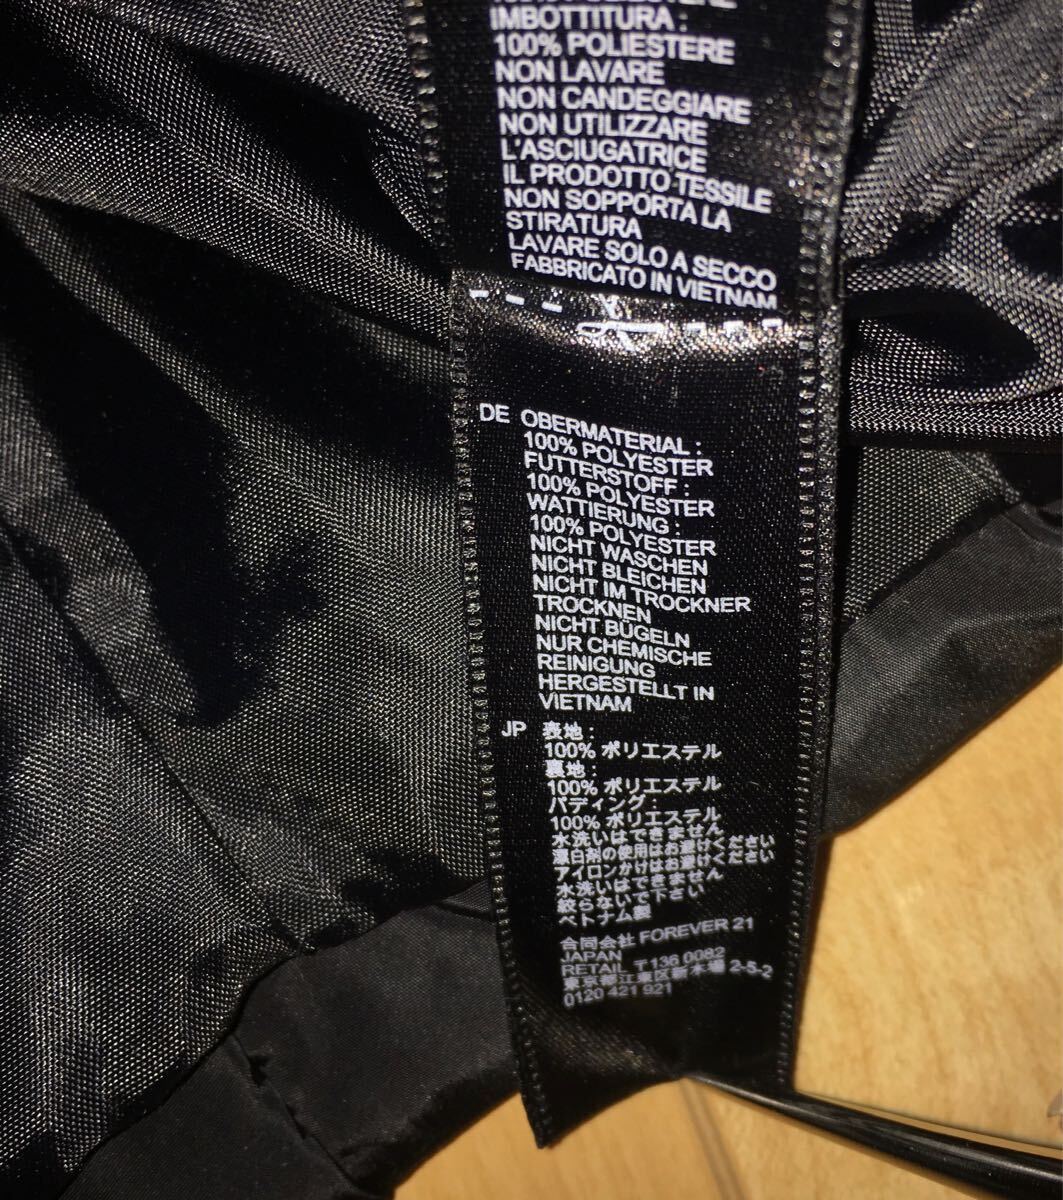 IMBOTTITURA :
100% POLIESTERE
NON LAVARE
NON CANDEGGIARE
NON UTILIZZARE
L'ASCIUGATRICE
IL PRODOTTO TESSILE
NON SOPPORTA LA
STIRATURA
LAVARE SOLO A SECCO
FABBRICATO IN VIETNAM
DE OBERMATERIAL :
100% POLYESTER
FUTTERSTOFF :
100% POLYESTER
WATTIERUNG :
100% POLYESTER
NICHT WASCHEN
NICHT BLEICHEN
NICHT IM TROCKNER
TROCKNEN
NICHT BÜGELN
NUR CHEMISCHE
REINIGUNG
HERGESTELLT IN
VIETNAM
JP 表地 :
100% ポリエステル
裏地 :
100% ポリエステル
パディング :
100% ポリエステル
水洗いはできません
漂白剤の使用はお避けください
アイロンかけはお避けください
水洗いはできません
絞らないで下さい
ベトナム製
合同会社 FOREVER 21
JAPAN
RETAIL 〒136 0082
東京都江東区新木場 2-5-2
0120 421 921